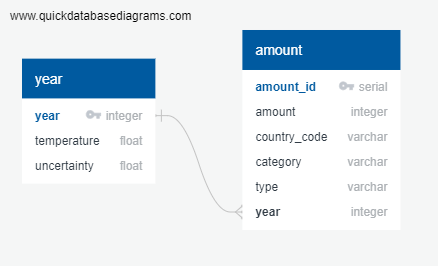 www.quickdatabasediagrams.com
year
year integer
temperature float
uncertainty float
amount
amount_id serial
amount integer
country_code varchar
category varchar
type varchar
year integer